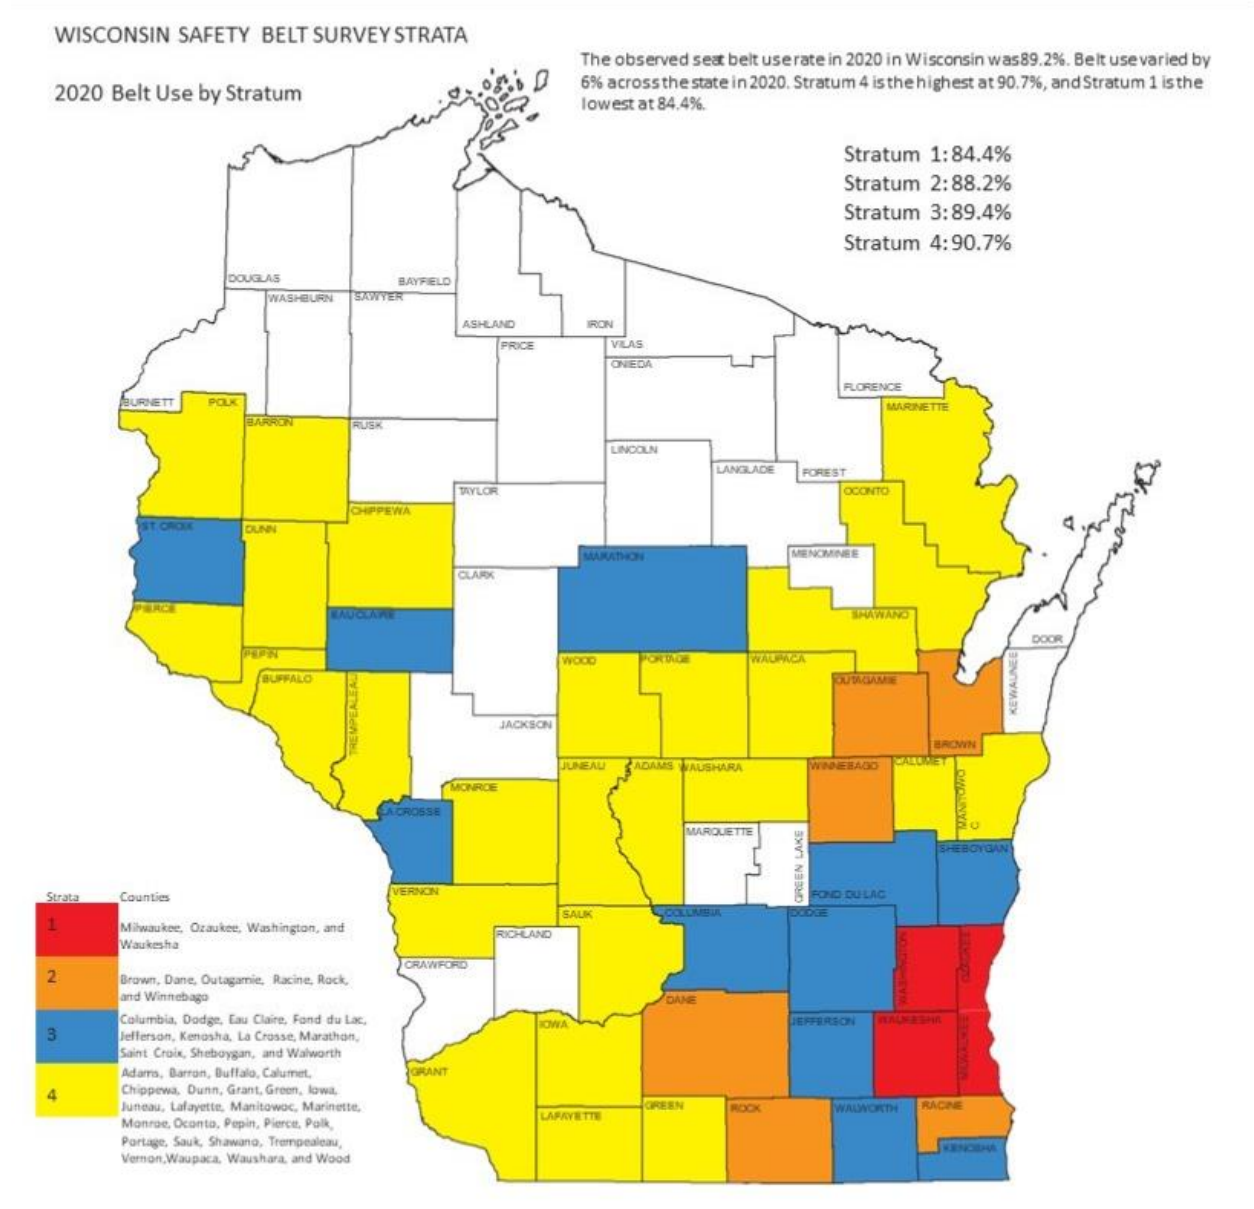 WISCONSIN SAFETY BELT SURVEY STRATA
2020 Belt Use by Stratum
The observed seat belt use rate in 2020 in Wisconsin was 89.2%. Belt use varied by
6% across the state in 2020. Stratum 4 is the highest at 90.7%, and Stratum 1 is the
lowest at 84.4%.
Stratum 1: 84.4%
Stratum 2: 88.2%
Stratum 3: 89.4%
Stratum 4: 90.7%
DOUGLAS
BAYFIELD
WASHBURN
SAWYER
ASHLAND
IRON
PRICE
VILAS
ONIEDA
FLORENCE
BURNETT
POLK
MARINETTE
BARRON
RUSK
LINCOLN
LANGLADE
FOREST
TAYLOR
OCONTO
CHIPPEWA
ST. CROIX
DUNN
MARATHON
MENOMINEE
CLARK
PIERCE
EAU CLAIRE
SHAWANO
DOOR
PEPIN
WOOD
PORTAGE
WAUPACA
BUFFALO
TREMPEALEAU
OUTAGAMIE
KEWAUNEE
JACKSON
BROWN
JUNEAU
ADAMS
WAUSHARA
WINNEBAGO
CALUMET
MANITOWO
C
MONROE
LA CROSSE
MARQUETTE
GREEN LAKE
SHEBOYGAN
VERNON
FOND DU LAC
SAUK
COLUMBIA
DODGE
RICHLAND
WASHINGTON
OZAUKEE
CRAWFORD
DANE
IOWA
JEFFERSON
WAUKESHA
MILWAUKEE
GRANT
LAFAYETTE
GREEN
ROCK
WALWORTH
RACINE
KENOSHA
Strata Counties
1 Milwaukee, Ozaukee, Washington, and
Waukesha
2 Brown, Dane, Outagamie, Racine, Rock,
and Winnebago
3 Columbia, Dodge, Eau Claire, Fond du Lac,
Jefferson, Kenosha, La Crosse, Marathon,
Saint Croix, Sheboygan, and Walworth
4 Adams, Barron, Buffalo, Calumet,
Chippewa, Dunn, Grant, Green, Iowa,
Juneau, Lafayette, Manitowoc, Marinette,
Monroe, Oconto, Pepin, Pierce, Polk,
Portage, Sauk, Shawano, Trempealeau,
Vernon,Waupaca, Waushara, and Wood